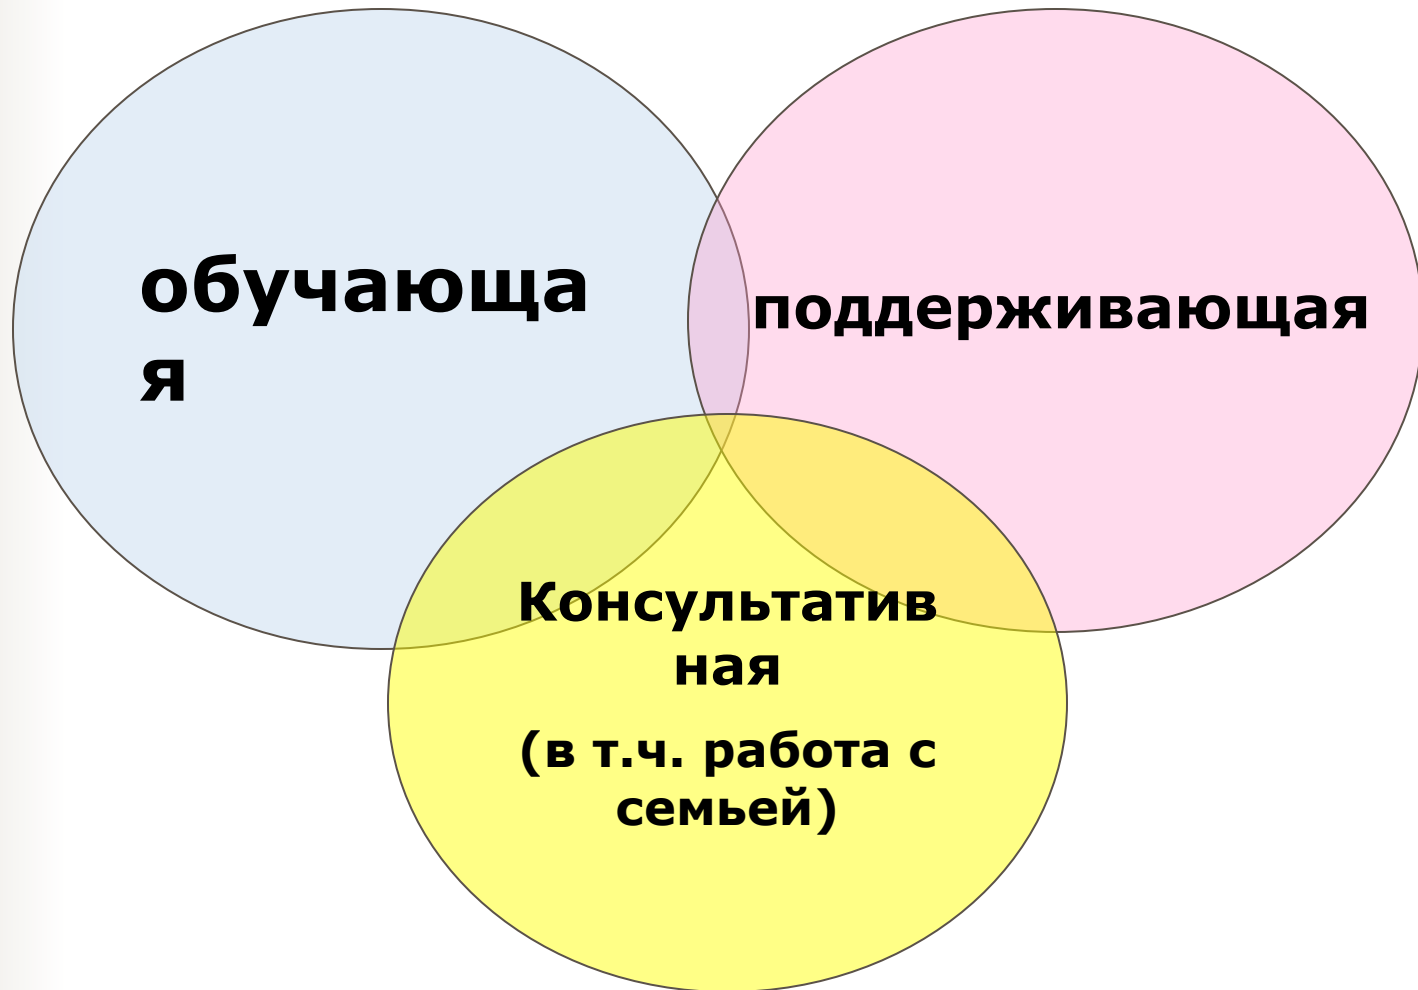 обучающа
я
поддерживающая
Консультатив
ная
(в т.ч. работа с
семьей)